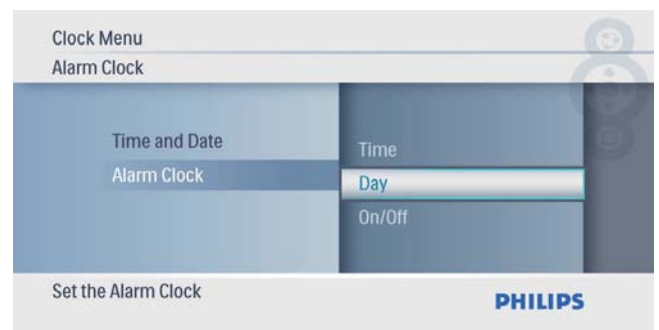 Clock Menu
Alarm Clock
Time and Date
Alarm Clock
Time
Day
On/Off
Set the Alarm Clock
PHILIPS